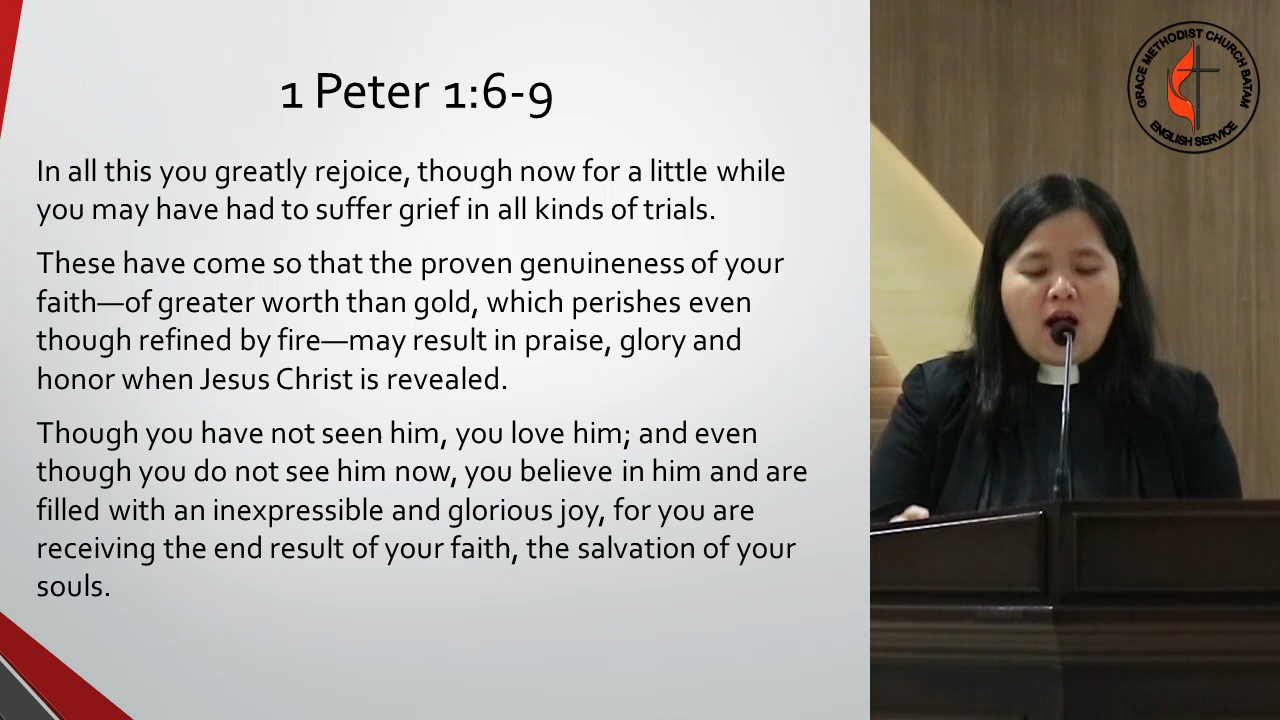 1 Peter 1:6-9
In all this you greatly rejoice, though now for a little while
you may have had to suffer grief in all kinds of trials.
These have come so that the proven genuineness of your
faith—of greater worth than gold, which perishes even
though refined by fire—may result in praise, glory and
honor when Jesus Christ is revealed.
Though you have not seen him, you love him; and even
though you do not see him now, you believe in him and are
filled with an inexpressible and glorious joy, for you are
receiving the end result of your faith, the salvation of your
souls.
GRACE METHODIST CHURCH BATAM
ENGLISH SERVICE